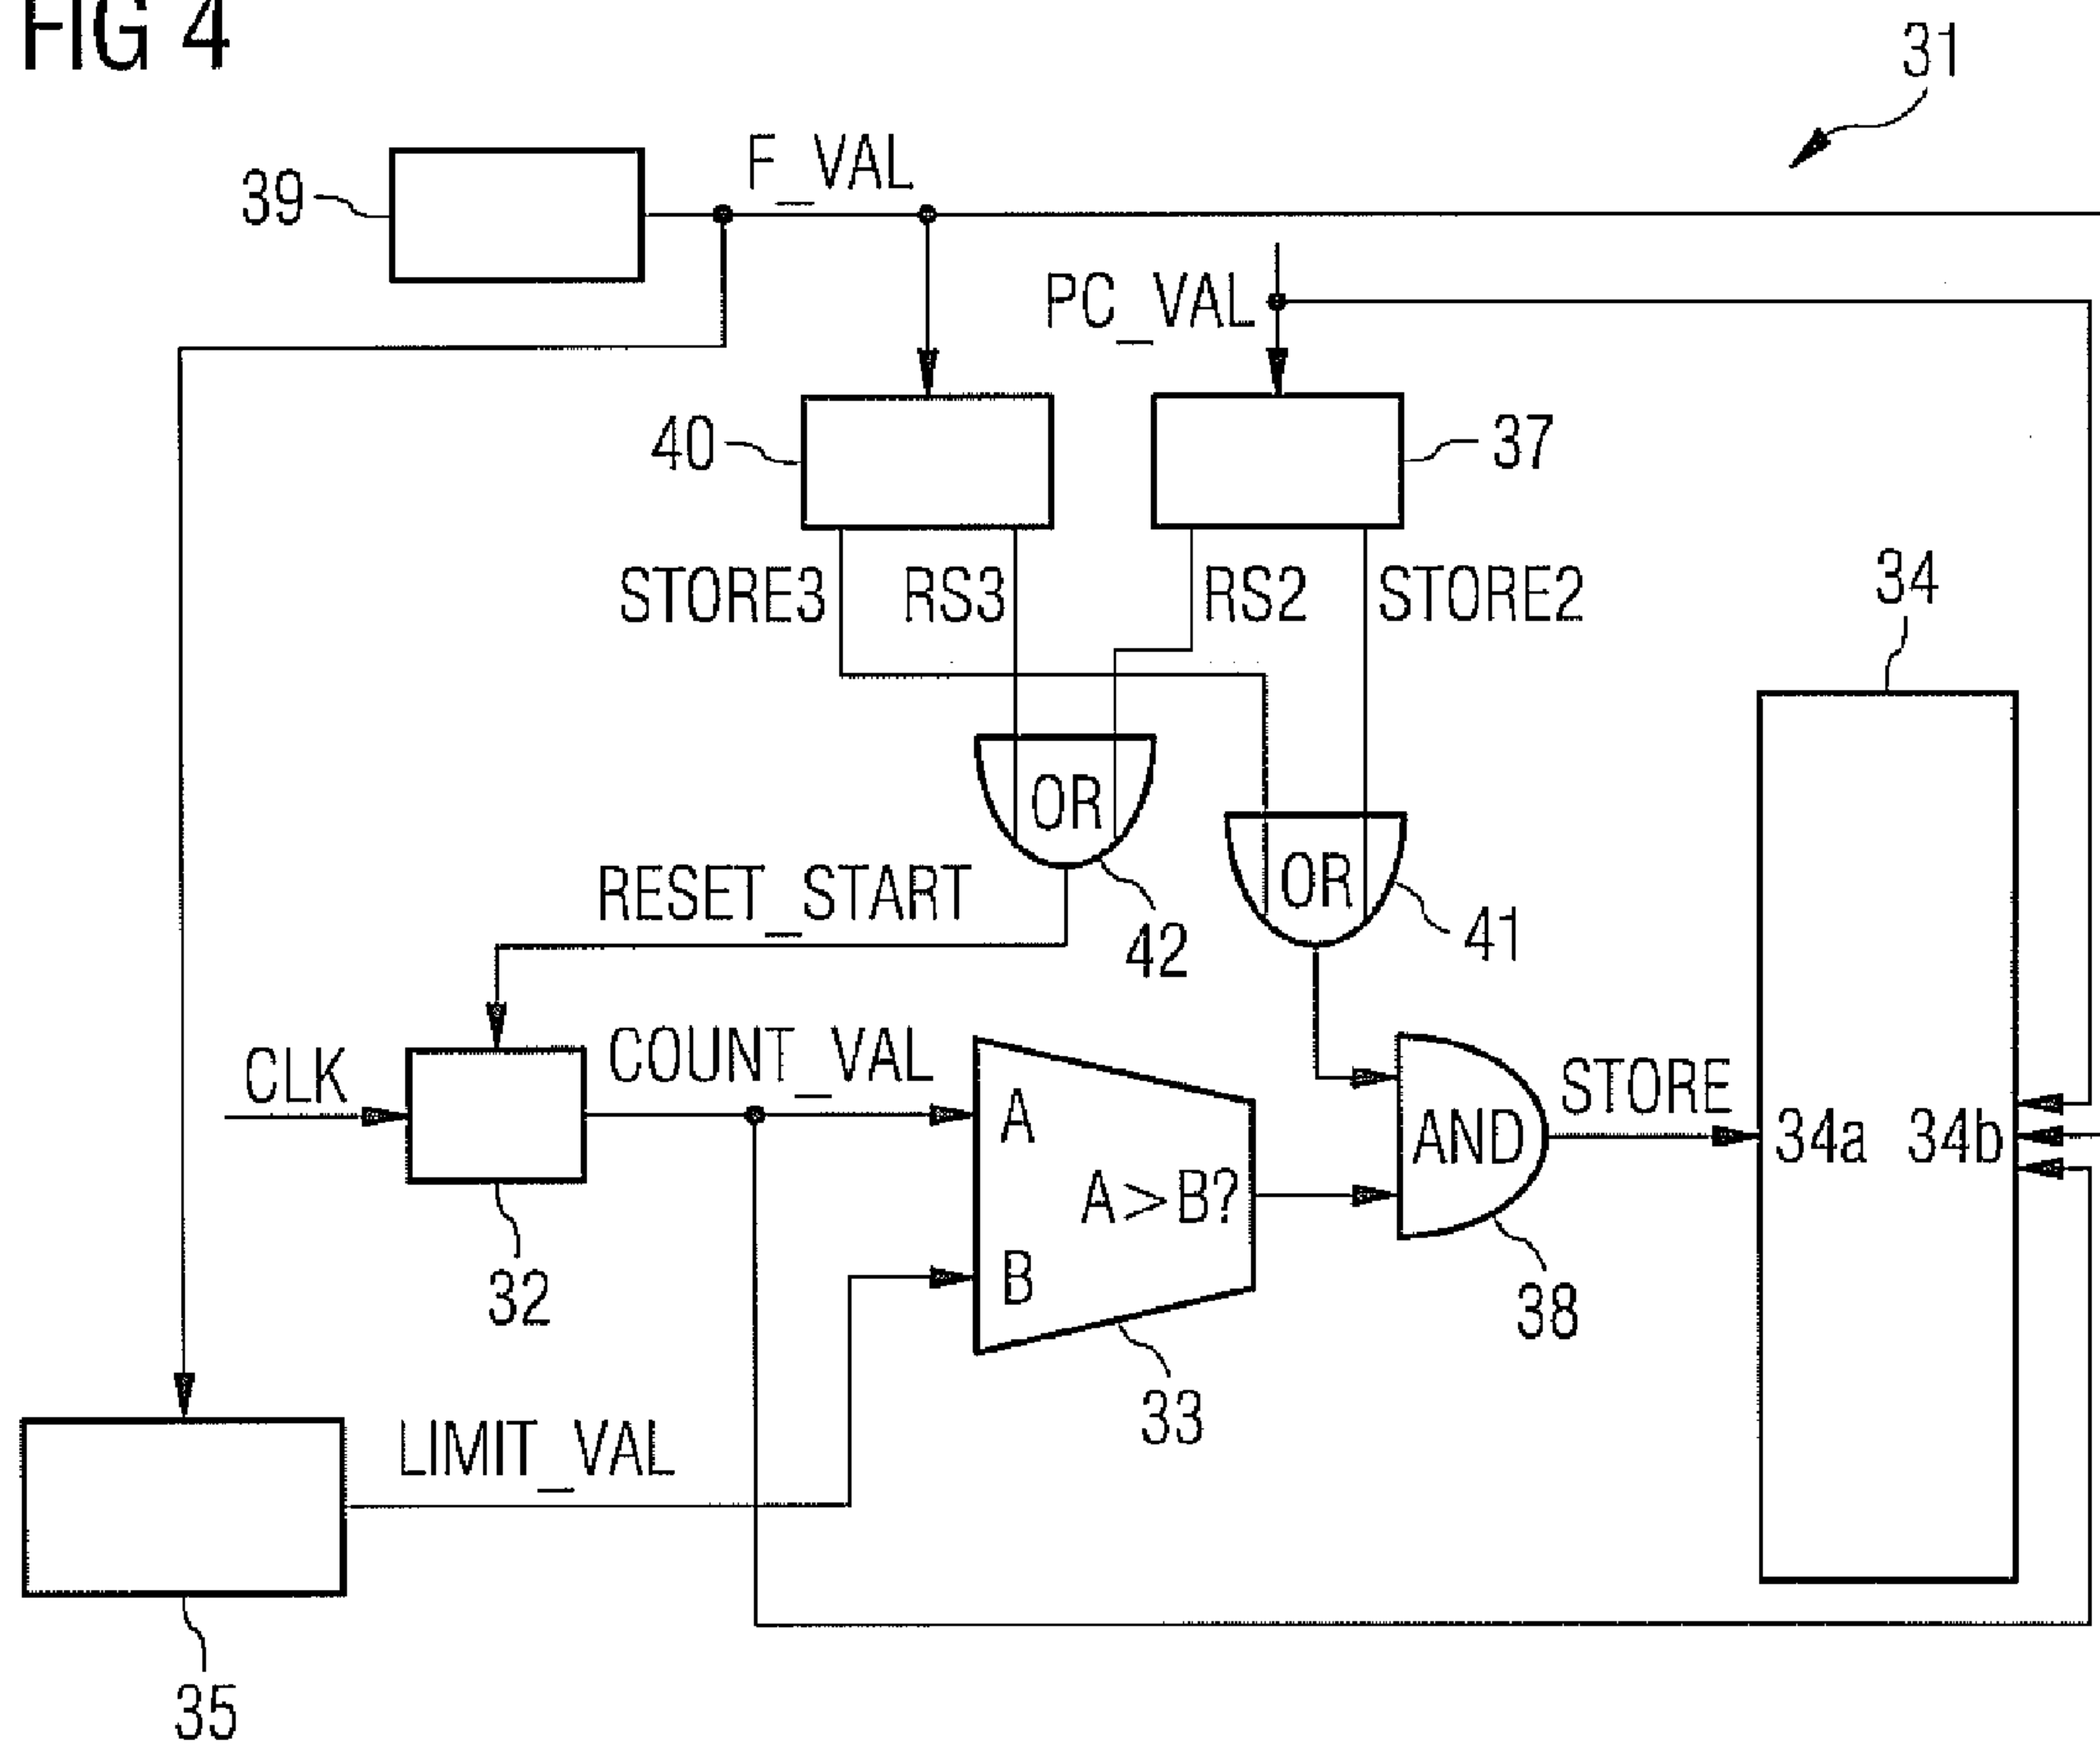 FIG 4
31
39
F_VAL
PC_VAL
40
37
STORE3
RS3
RS2
STORE2
34
OR
OR
RESET_START
42
41
CLK
COUNT_VAL
A
AND
STORE
34a
34b
A>B?
B
32
38
33
LIMIT_VAL
35